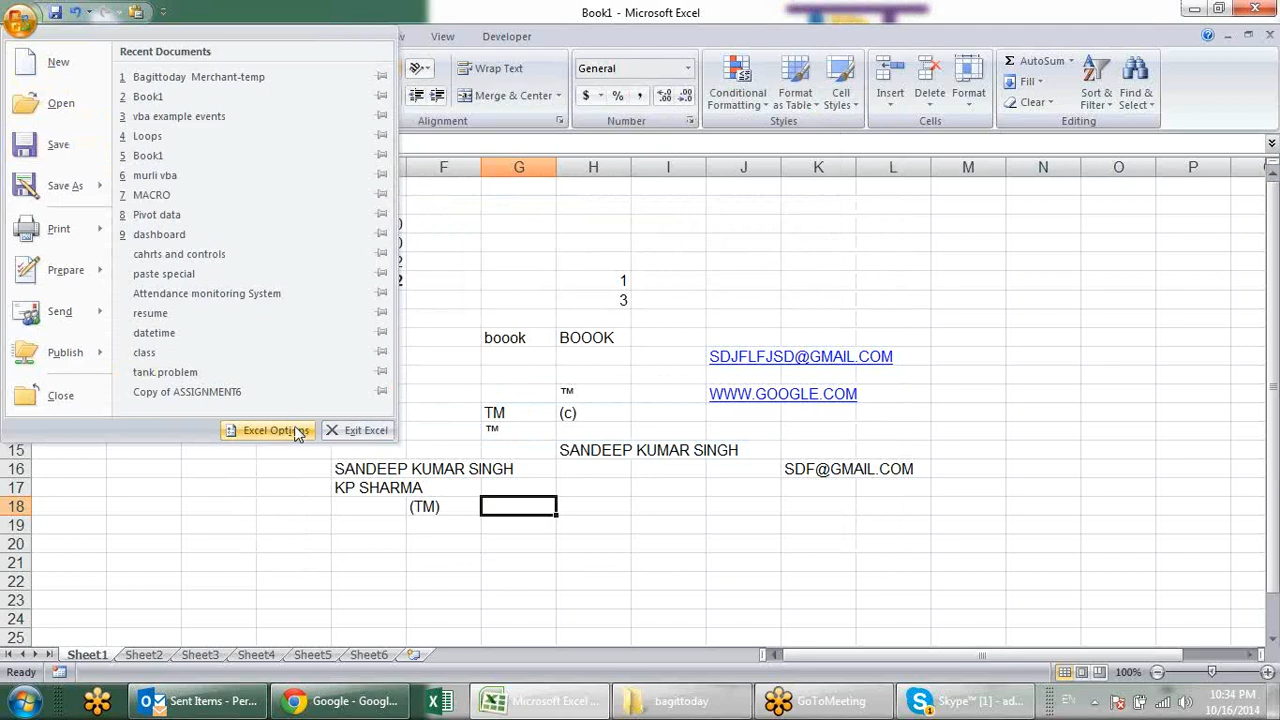 Book1 - Microsoft Excel
View Developer
Recent Documents
New
Open
Save
Save As
Print
Prepare
Send
Publish
Close
1 Bagittoday Merchant-temp
2 Book1
3 vba example events
4 Loops
5 Book1
6 murli vba
7 MACRO
8 Pivot data
9 dashboard
cahrts and controls
paste special
Attendance monitoring System
resume
datetime
class
tank problem
Copy of ASSIGNMENT6
Excel Options Exit Excel
Wrap Text
Merge & Center
Alignment
General
$ % , .00
Number
Conditional Formatting
Format as Table
Cell Styles
Styles
Insert Delete Format
Cells
AutoSum
Fill
Clear
Sort & Filter
Find & Select
Editing
F G H I J K L M N O P
1
3
boook BOOOK
SDJFLFJSD@GMAIL.COM
™ WWW.GOOGLE.COM
TM (c)
™
15 SANDEEP KUMAR SINGH
16 SANDEEP KUMAR SINGH SDF@GMAIL.COM
17 KP SHARMA
18 (TM)
19
20
21
22
23
24
25
Sheet1 Sheet2 Sheet3 Sheet4 Sheet5 Sheet6
Ready 100%
Sent Items - Per... Google - Googl... Microsoft Excel ... bagittoday GoToMeeting Skype™ [1] - ad... EN
10:34 PM
10/16/2014